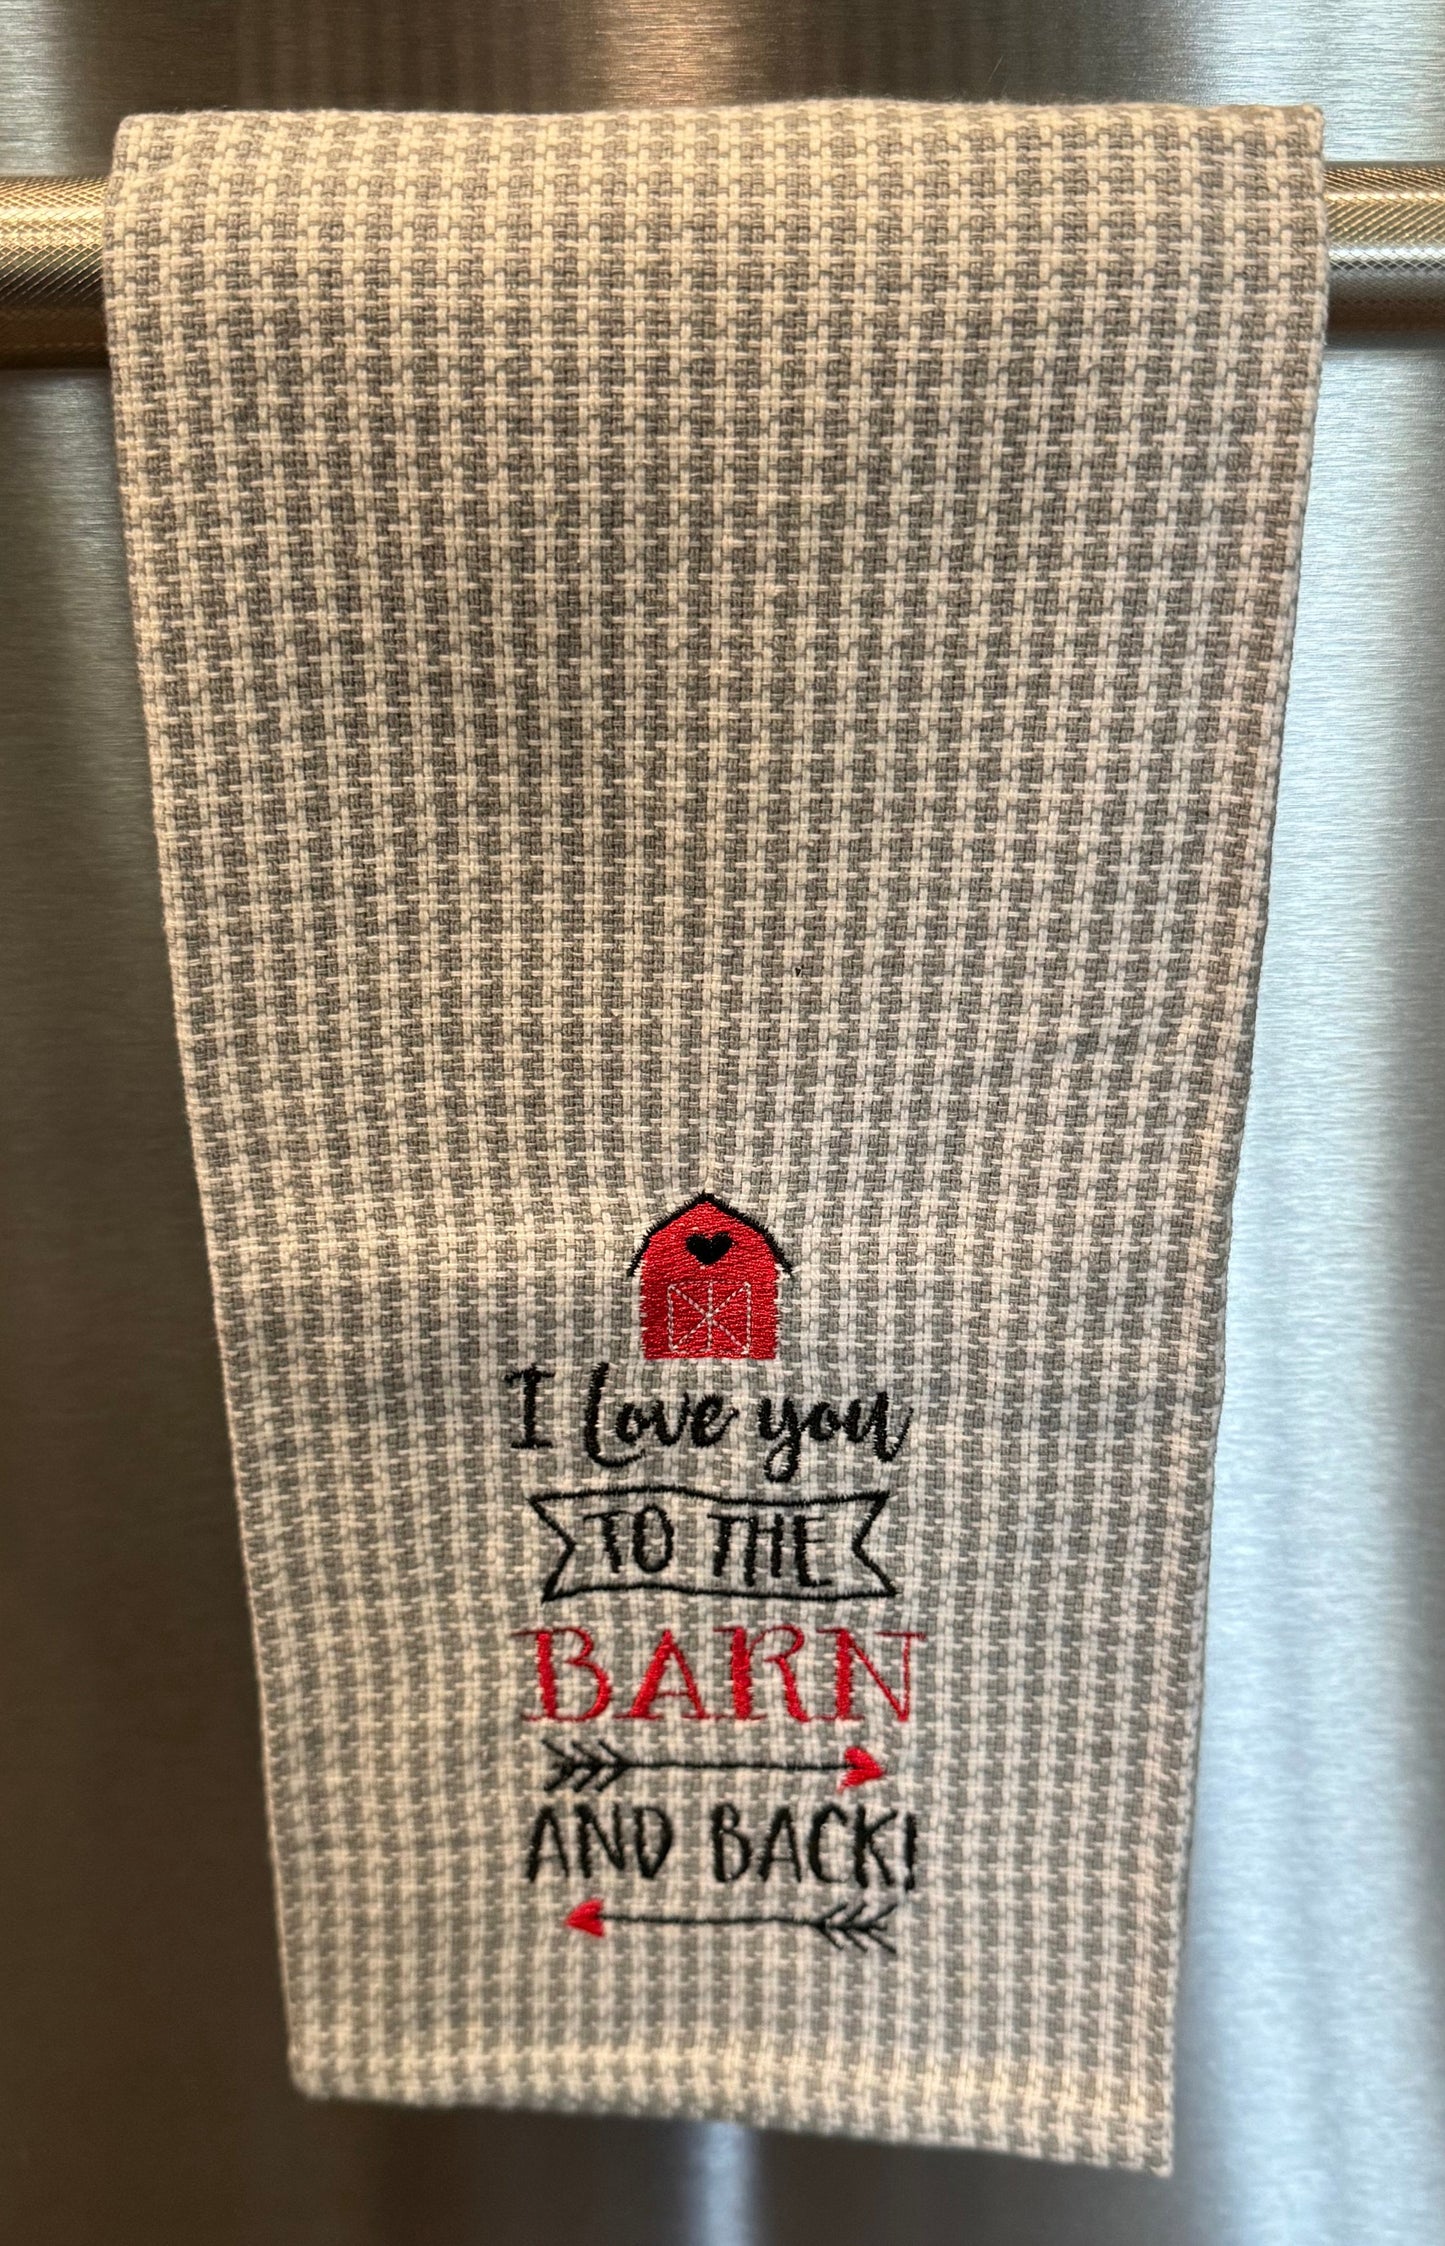 I love you
TO THE
BARN
AND BACK!